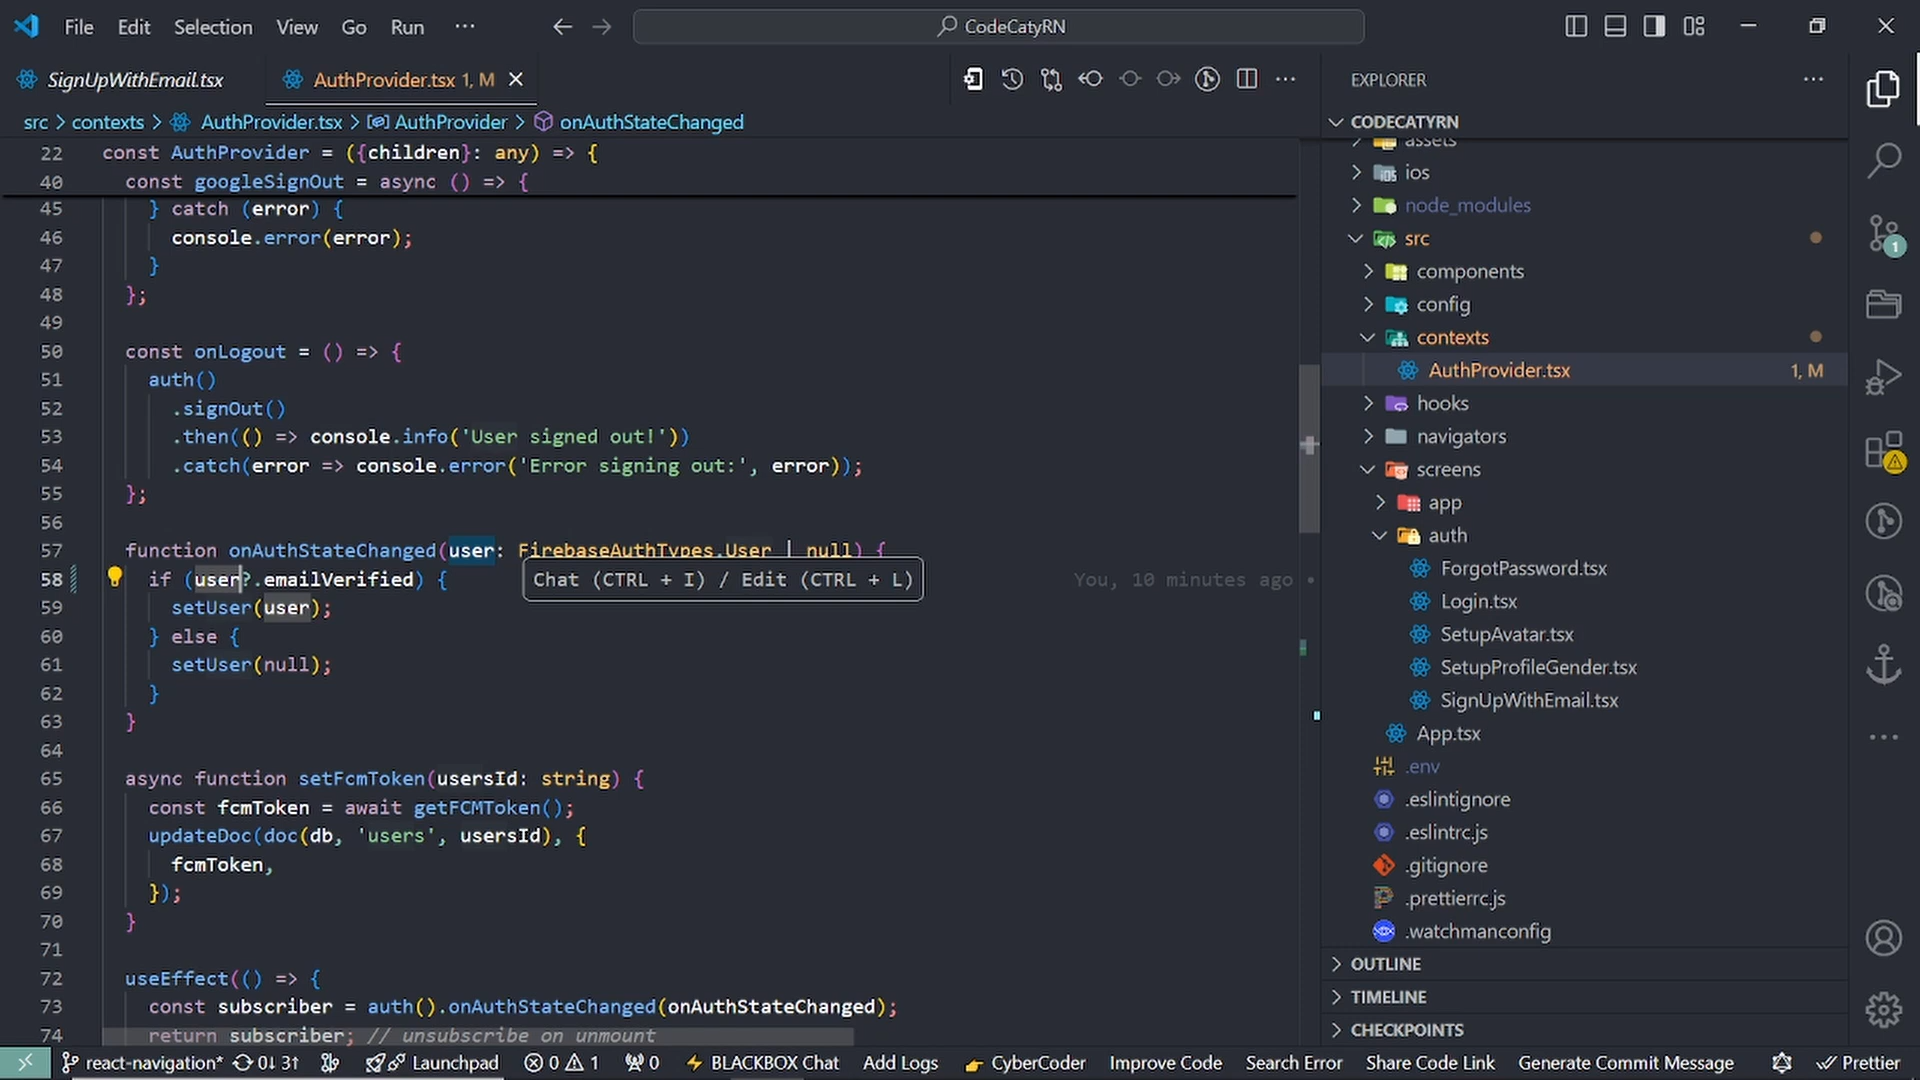 File Edit Selection View Go Run ···
CodeCatyRN
SignUpWithEmail.tsx
AuthProvider.tsx 1, M
src > contexts > AuthProvider.tsx > AuthProvider > onAuthStateChanged
22 const AuthProvider = ({children}: any) => {
40 const googleSignOut = async () => {
45 } catch (error) {
46 console.error(error);
47 }
48 };
49
50 const onLogout = () => {
51 auth()
52 .signOut()
53 .then(() => console.info('User signed out!'))
54 .catch(error => console.error('Error signing out:', error));
55 };
56
57 function onAuthStateChanged(user: FirebaseAuthTypes.User | null) {
58 if (user?.emailVerified) {
Chat (CTRL + I) / Edit (CTRL + L)
You, 10 minutes ago •
59 setUser(user);
60 } else {
61 setUser(null);
62 }
63 }
64
65 async function setFcmToken(usersId: string) {
66 const fcmToken = await getFCMToken();
67 updateDoc(doc(db, 'users', usersId), {
68 fcmToken,
69 });
70 }
71
72 useEffect(() => {
73 const subscriber = auth().onAuthStateChanged(onAuthStateChanged);
74 return subscriber; // unsubscribe on unmount
EXPLORER
CODECATYRN
assets
ios
node_modules
src
components
config
contexts
AuthProvider.tsx 1, M
hooks
navigators
screens
app
auth
ForgotPassword.tsx
Login.tsx
SetupAvatar.tsx
SetupProfileGender.tsx
SignUpWithEmail.tsx
App.tsx
.env
.eslintignore
.eslintrc.js
.gitignore
.prettierrc.js
.watchmanconfig
OUTLINE
TIMELINE
CHECKPOINTS
1
react-navigation* 0↓ 3↑ Launchpad 0 1 0 BLACKBOX Chat Add Logs CyberCoder Improve Code Search Error Share Code Link Generate Commit Message Prettier